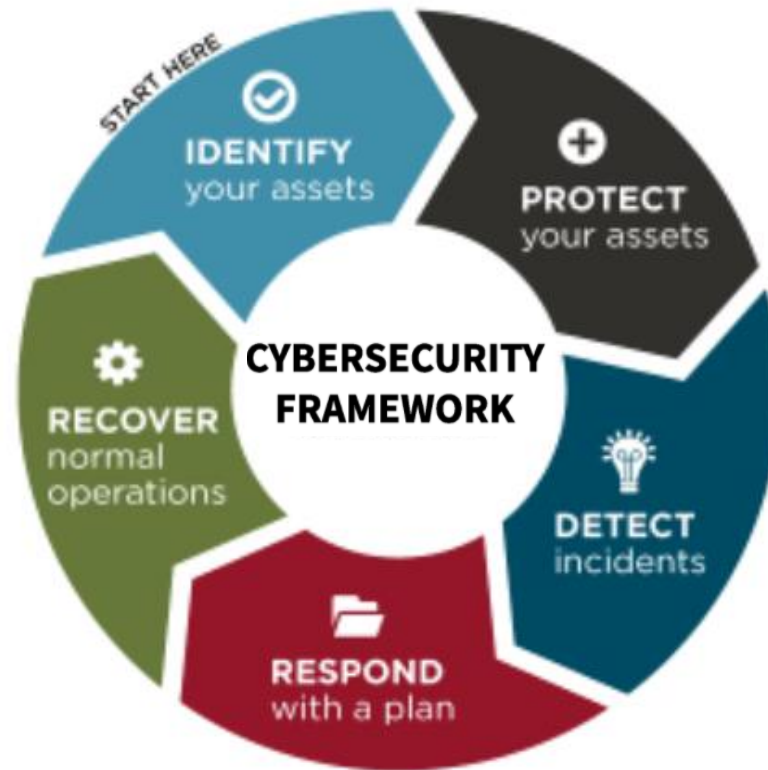 START HERE
IDENTIFY
your assets
PROTECT
your assets
DETECT
incidents
RESPOND
with a plan
RECOVER
normal
operations
CYBERSECURITY
FRAMEWORK